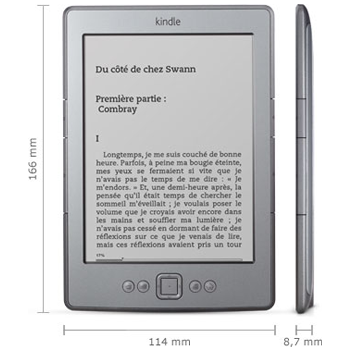 kindle
Du côté de chez Swann
Première partie :
Combray
I
Longtemps, je me suis couché de bonne
heure. Parfois, à peine ma bougie éteinte,
mes yeux se fermaient si vite que je
n'avais pas le temps de me dire : « Je
m'endors. » Et, une demi-heure après, la
pensée qu'il était temps de chercher le
sommeil m'éveillait ; je voulais poser le
volume que je croyais avoir encore dans
les mains et souffler ma lumière ; je
n'avais pas cessé en dormant de faire des
réflexions sur ce que je venais de lire,
mais ces réflexions avaient pris un tour
166 mm
114 mm
8,7 mm